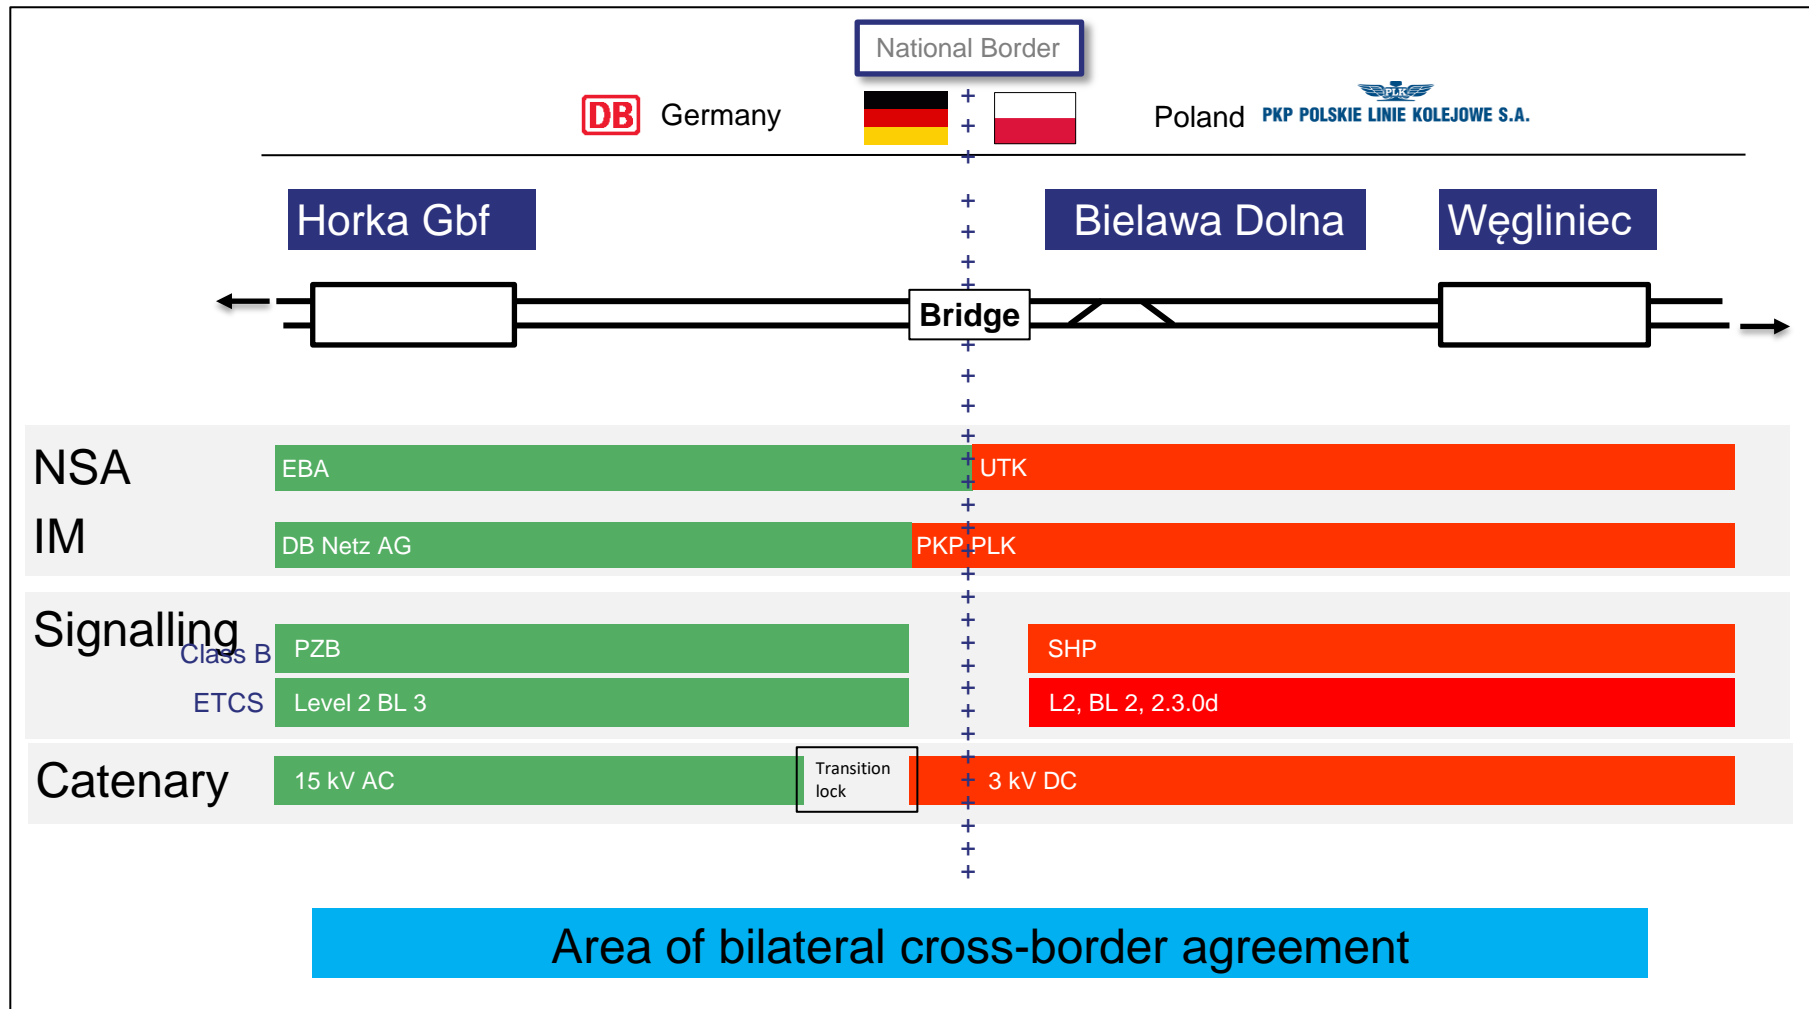 National Border
DB Germany
Poland PLK PKP POLSKIE LINIE KOLEJOWE S.A.
Horka Gbf
Bielawa Dolna
Węgliniec
Bridge
NSA
EBA
UTK
IM
DB Netz AG
PKP PLK
Signalling
Class B
PZB
SHP
ETCS
Level 2 BL 3
L2, BL 2, 2.3.0d
Catenary
15 kV AC
Transition
lock
3 kV DC
Area of bilateral cross-border agreement